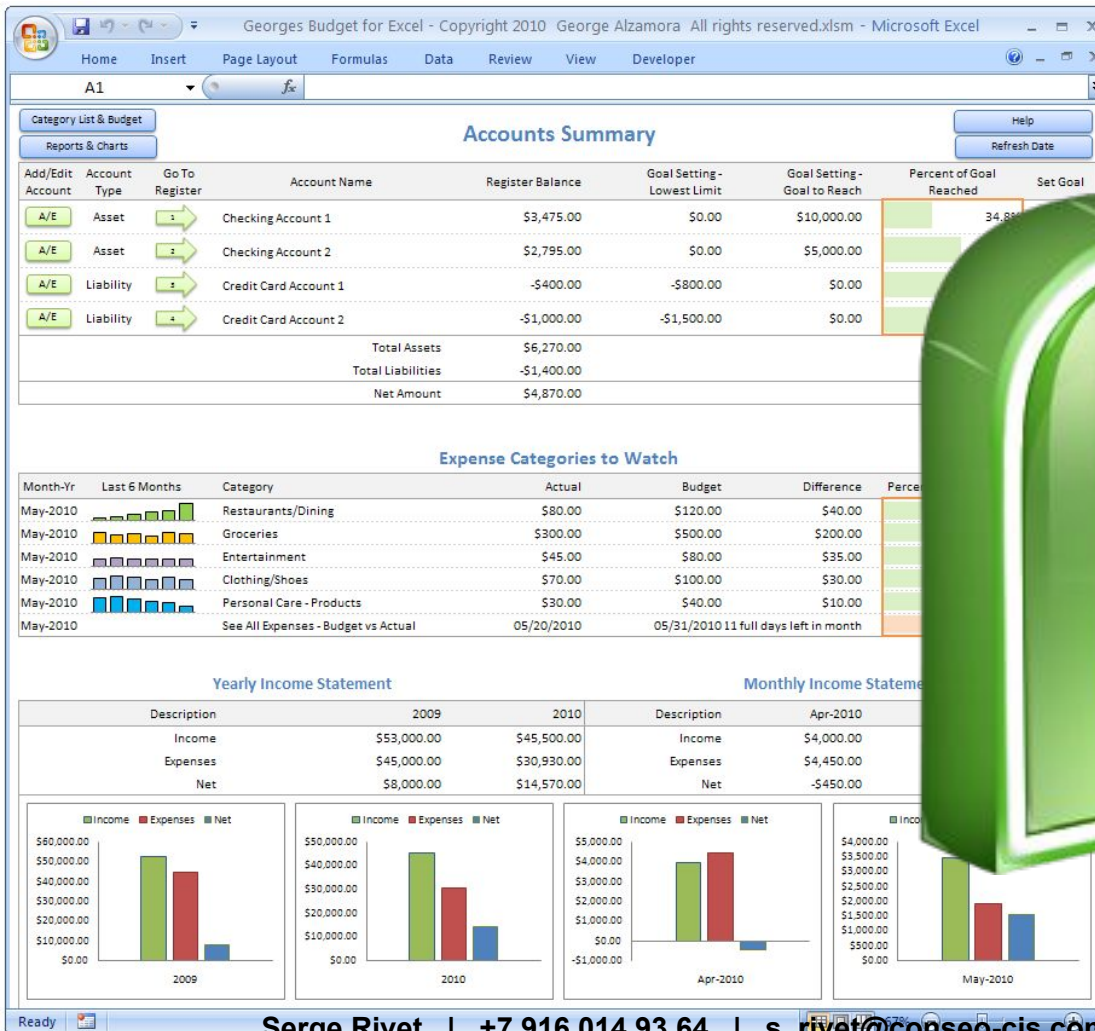 Georges Budget for Excel - Copyright 2010 George Alzamora All rights reserved.xlsm - Microsoft Excel
Home Insert Page Layout Formulas Data Review View Developer
A1 fx
Category List & Budget
Reports & Charts
Accounts Summary
Help
Refresh Date
Add/Edit Account Account Type Go To Register Account Name Register Balance Goal Setting - Lowest Limit Goal Setting - Goal to Reach Percent of Goal Reached Set Goal
A/E Asset 1 Checking Account 1 $3,475.00 $0.00 $10,000.00 34.8%
A/E Asset 2 Checking Account 2 $2,795.00 $0.00 $5,000.00
A/E Liability 3 Credit Card Account 1 -$400.00 -$800.00 $0.00
A/E Liability 4 Credit Card Account 2 -$1,000.00 -$1,500.00 $0.00
Total Assets $6,270.00
Total Liabilities -$1,400.00
Net Amount $4,870.00
Expense Categories to Watch
Month-Yr Last 6 Months Category Actual Budget Difference
May-2010 Restaurants/Dining $80.00 $120.00 $40.00
May-2010 Groceries $300.00 $500.00 $200.00
May-2010 Entertainment $45.00 $80.00 $35.00
May-2010 Clothing/Shoes $70.00 $100.00 $30.00
May-2010 Personal Care - Products $30.00 $40.00 $10.00
May-2010 See All Expenses - Budget vs Actual 05/20/2010 05/31/2010 11 full days left in month
Yearly Income Statement
Description 2009 2010
Income $53,000.00 $45,500.00
Expenses $45,000.00 $30,930.00
Net $8,000.00 $14,570.00
Monthly Income Stateme
Description Apr-2010
Income $4,000.00
Expenses $4,450.00
Net -$450.00
Income Expenses Net
$60,000.00
$50,000.00
$40,000.00
$30,000.00
$20,000.00
$10,000.00
$0.00
2009
Income Expenses Net
$50,000.00
$40,000.00
$30,000.00
$20,000.00
$10,000.00
$0.00
2010
Income Expenses Net
$5,000.00
$4,000.00
$3,000.00
$2,000.00
$1,000.00
$0.00
-$1,000.00
Apr-2010
$4,000.00
$3,500.00
$3,000.00
$2,500.00
$2,000.00
$1,500.00
$1,000.00
$500.00
$0.00
May-2010
Ready 67%
Serge Rivet | +7 916 014 93 64 | s_rivet@conseq-cis.com